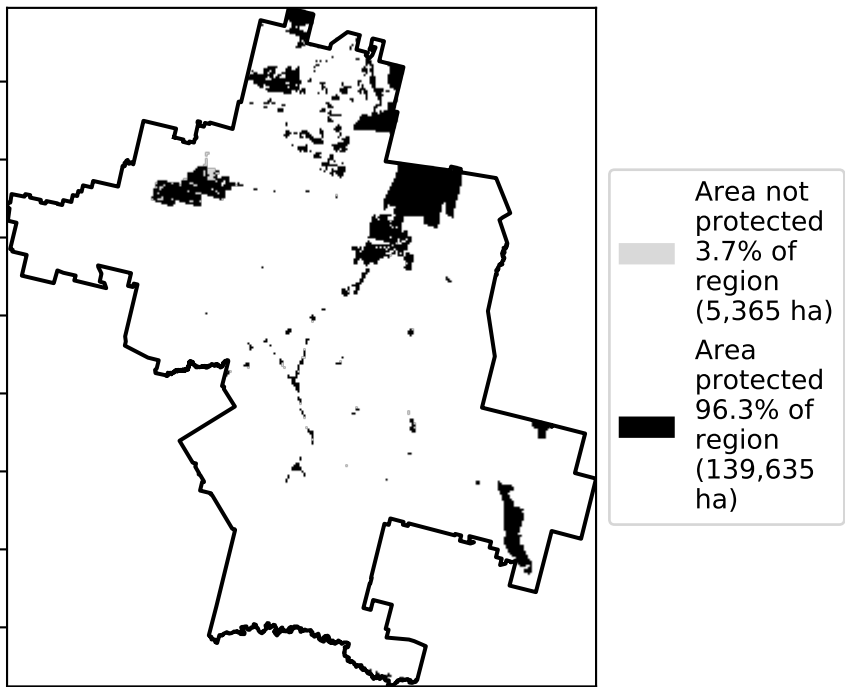 Area not
protected
3.7% of
region
(5,365 ha)
Area
protected
96.3% of
region
(139,635
ha)